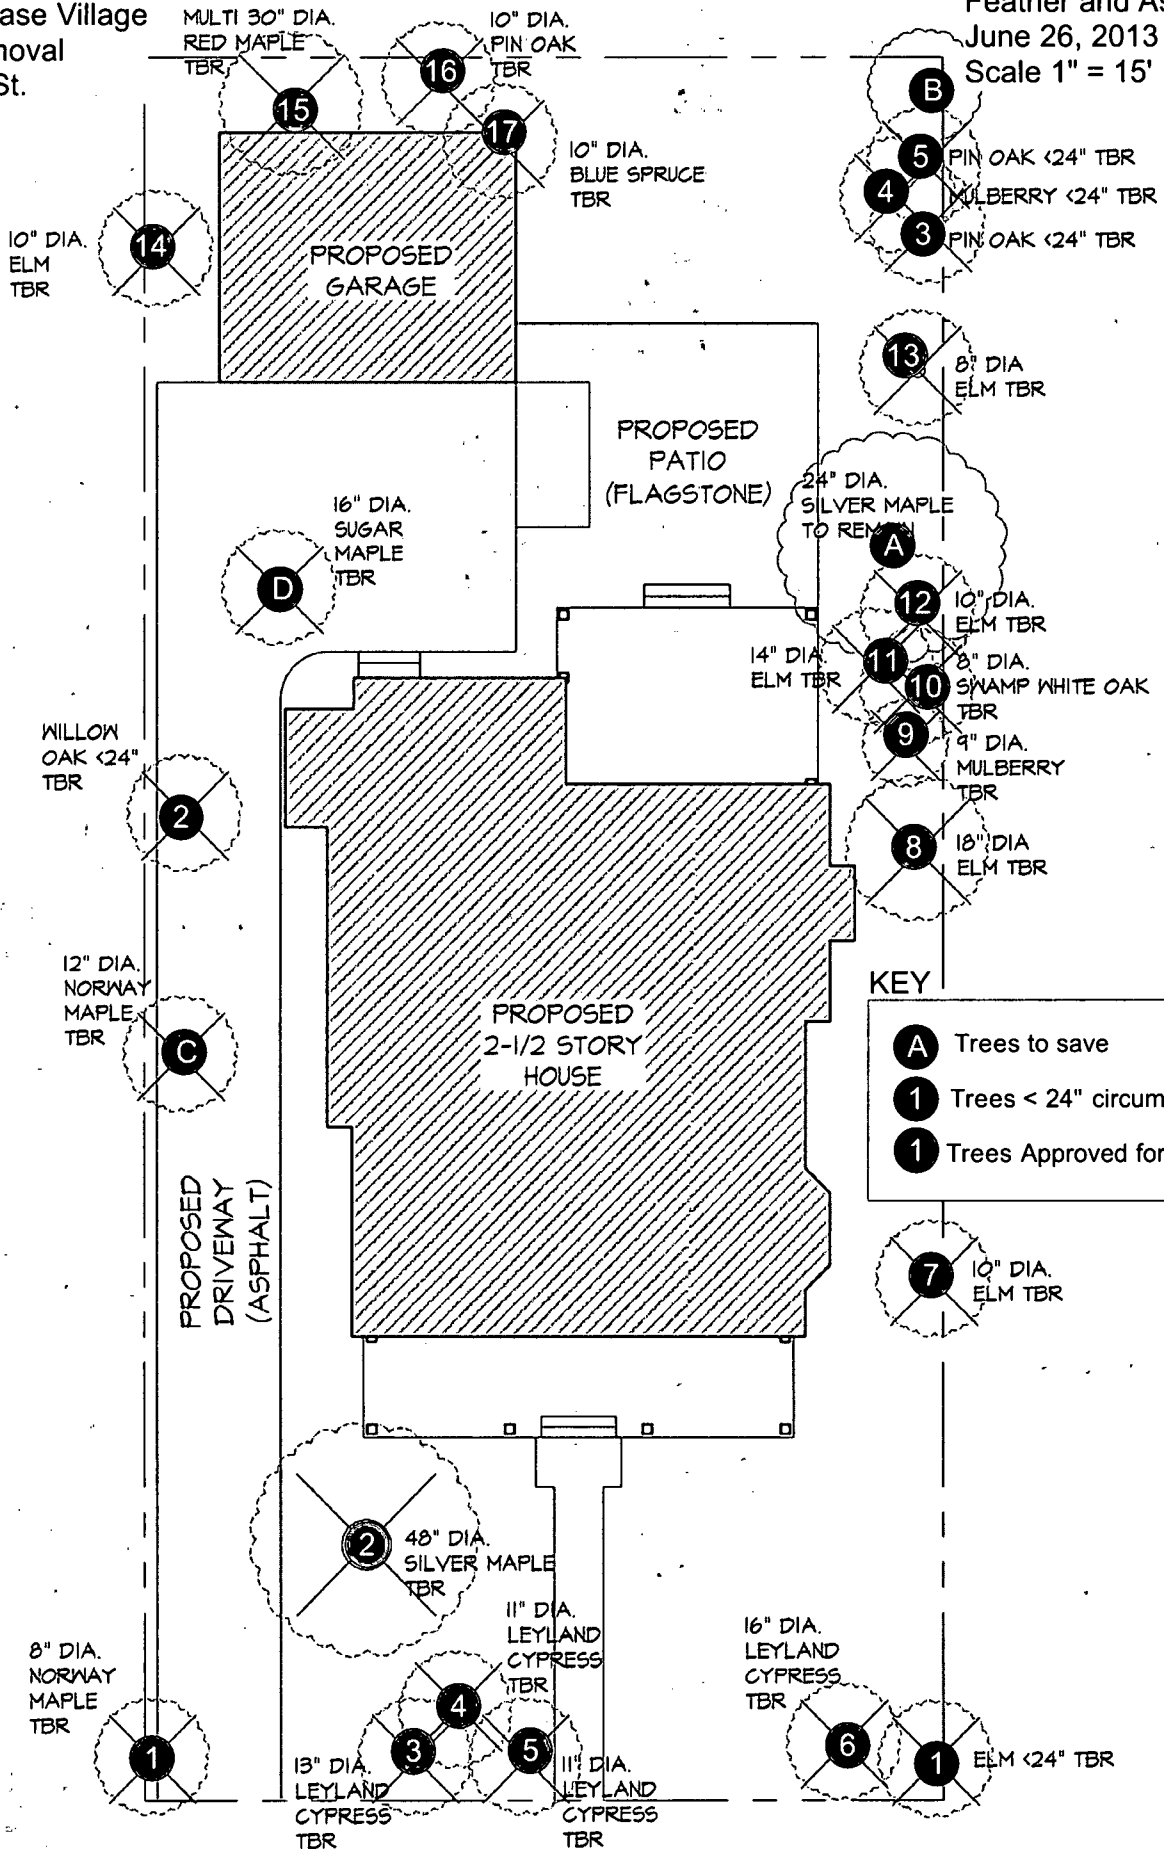 ase Village
noval
St.
Feather and As
June 26, 2013
Scale 1" = 15'
MULTI 30" DIA.
RED MAPLE
TBR
15
10" DIA.
PIN OAK
TBR
16
17
10" DIA.
BLUE SPRUCE
TBR
B
5
PIN OAK <24" TBR
4
MULBERRY <24" TBR
3
PIN OAK <24" TBR
10" DIA.
ELM
TBR
14
PROPOSED
GARAGE
13
8" DIA
ELM TBR
PROPOSED
PATIO
(FLAGSTONE)
24" DIA.
SILVER MAPLE
TO REMAIN
A
16" DIA.
SUGAR
MAPLE
TBR
D
12
10" DIA.
ELM TBR
14" DIA.
ELM TBR
11
10
8" DIA.
SWAMP WHITE OAK
TBR
9
9" DIA.
MULBERRY
TBR
WILLOW
OAK <24"
TBR
2
8
18" DIA
ELM TBR
12" DIA.
NORWAY
MAPLE
TBR
C
PROPOSED
2-1/2 STORY
HOUSE
KEY
A Trees to save
1 Trees < 24" circum
1 Trees Approved for
PROPOSED
DRIVEWAY
(ASPHALT)
7
10" DIA.
ELM TBR
2
48" DIA.
SILVER MAPLE
TBR
11" DIA.
LEYLAND
CYPRESS
TBR
4
16" DIA.
LEYLAND
CYPRESS
TBR
6
8" DIA.
NORWAY
MAPLE
TBR
1
3
13" DIA.
LEYLAND
CYPRESS
TBR
5
11" DIA.
LEYLAND
CYPRESS
TBR
1
ELM <24" TBR